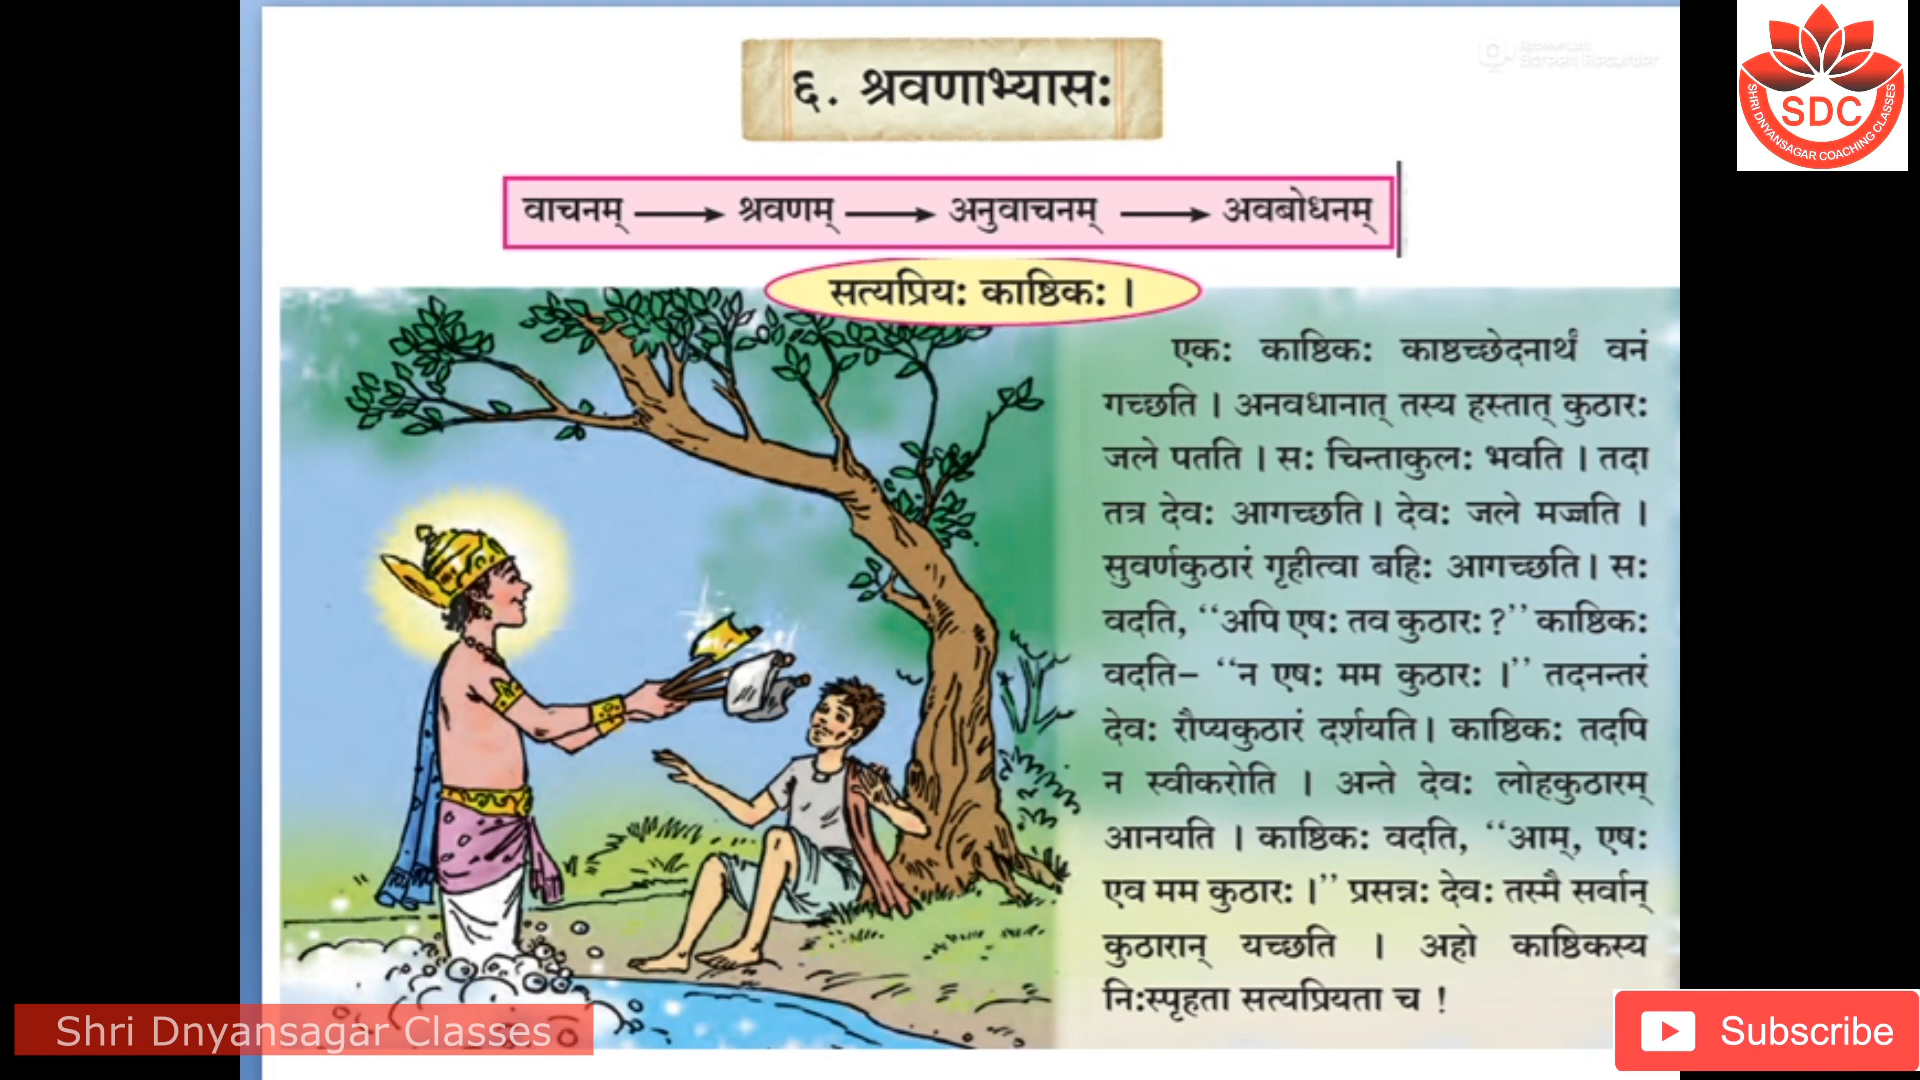 ६. श्रवणाभ्यासः
वाचनम् → श्रवणम् → अनुवाचनम् → अवबोधनम्
सत्यप्रियः काष्ठिकः ।
एकः काष्ठिकः काष्ठच्छेदनार्थं वनं
गच्छति । अनवधानात् तस्य हस्तात् कुठारः
जले पतति । सः चिन्ताकुलः भवति । तदा
तत्र देवः आगच्छति । देवः जले मज्जति ।
सुवर्णकुठारं गृहीत्वा बहिः आगच्छति । सः
वदति, ‘‘अपि एषः तव कुठारः ?’’ काष्ठिकः
वदति– ‘‘न एषः मम कुठारः ।’’ तदनन्तरं
देवः रौप्यकुठारं दर्शयति । काष्ठिकः तदपि
न स्वीकरोति । अन्ते देवः लोहकुठारम्
आनयति । काष्ठिकः वदति, ‘‘आम्, एषः
एव मम कुठारः ।’’ प्रसन्नः देवः तस्मै सर्वान्
कुठारान् यच्छति । अहो काष्ठिकस्य
निःस्पृहता सत्यप्रियता च !
Screen Recorder
SDC
SHRI DNYANSAGAR COACHING CLASSES
Shri Dnyansagar Classes
Subscribe